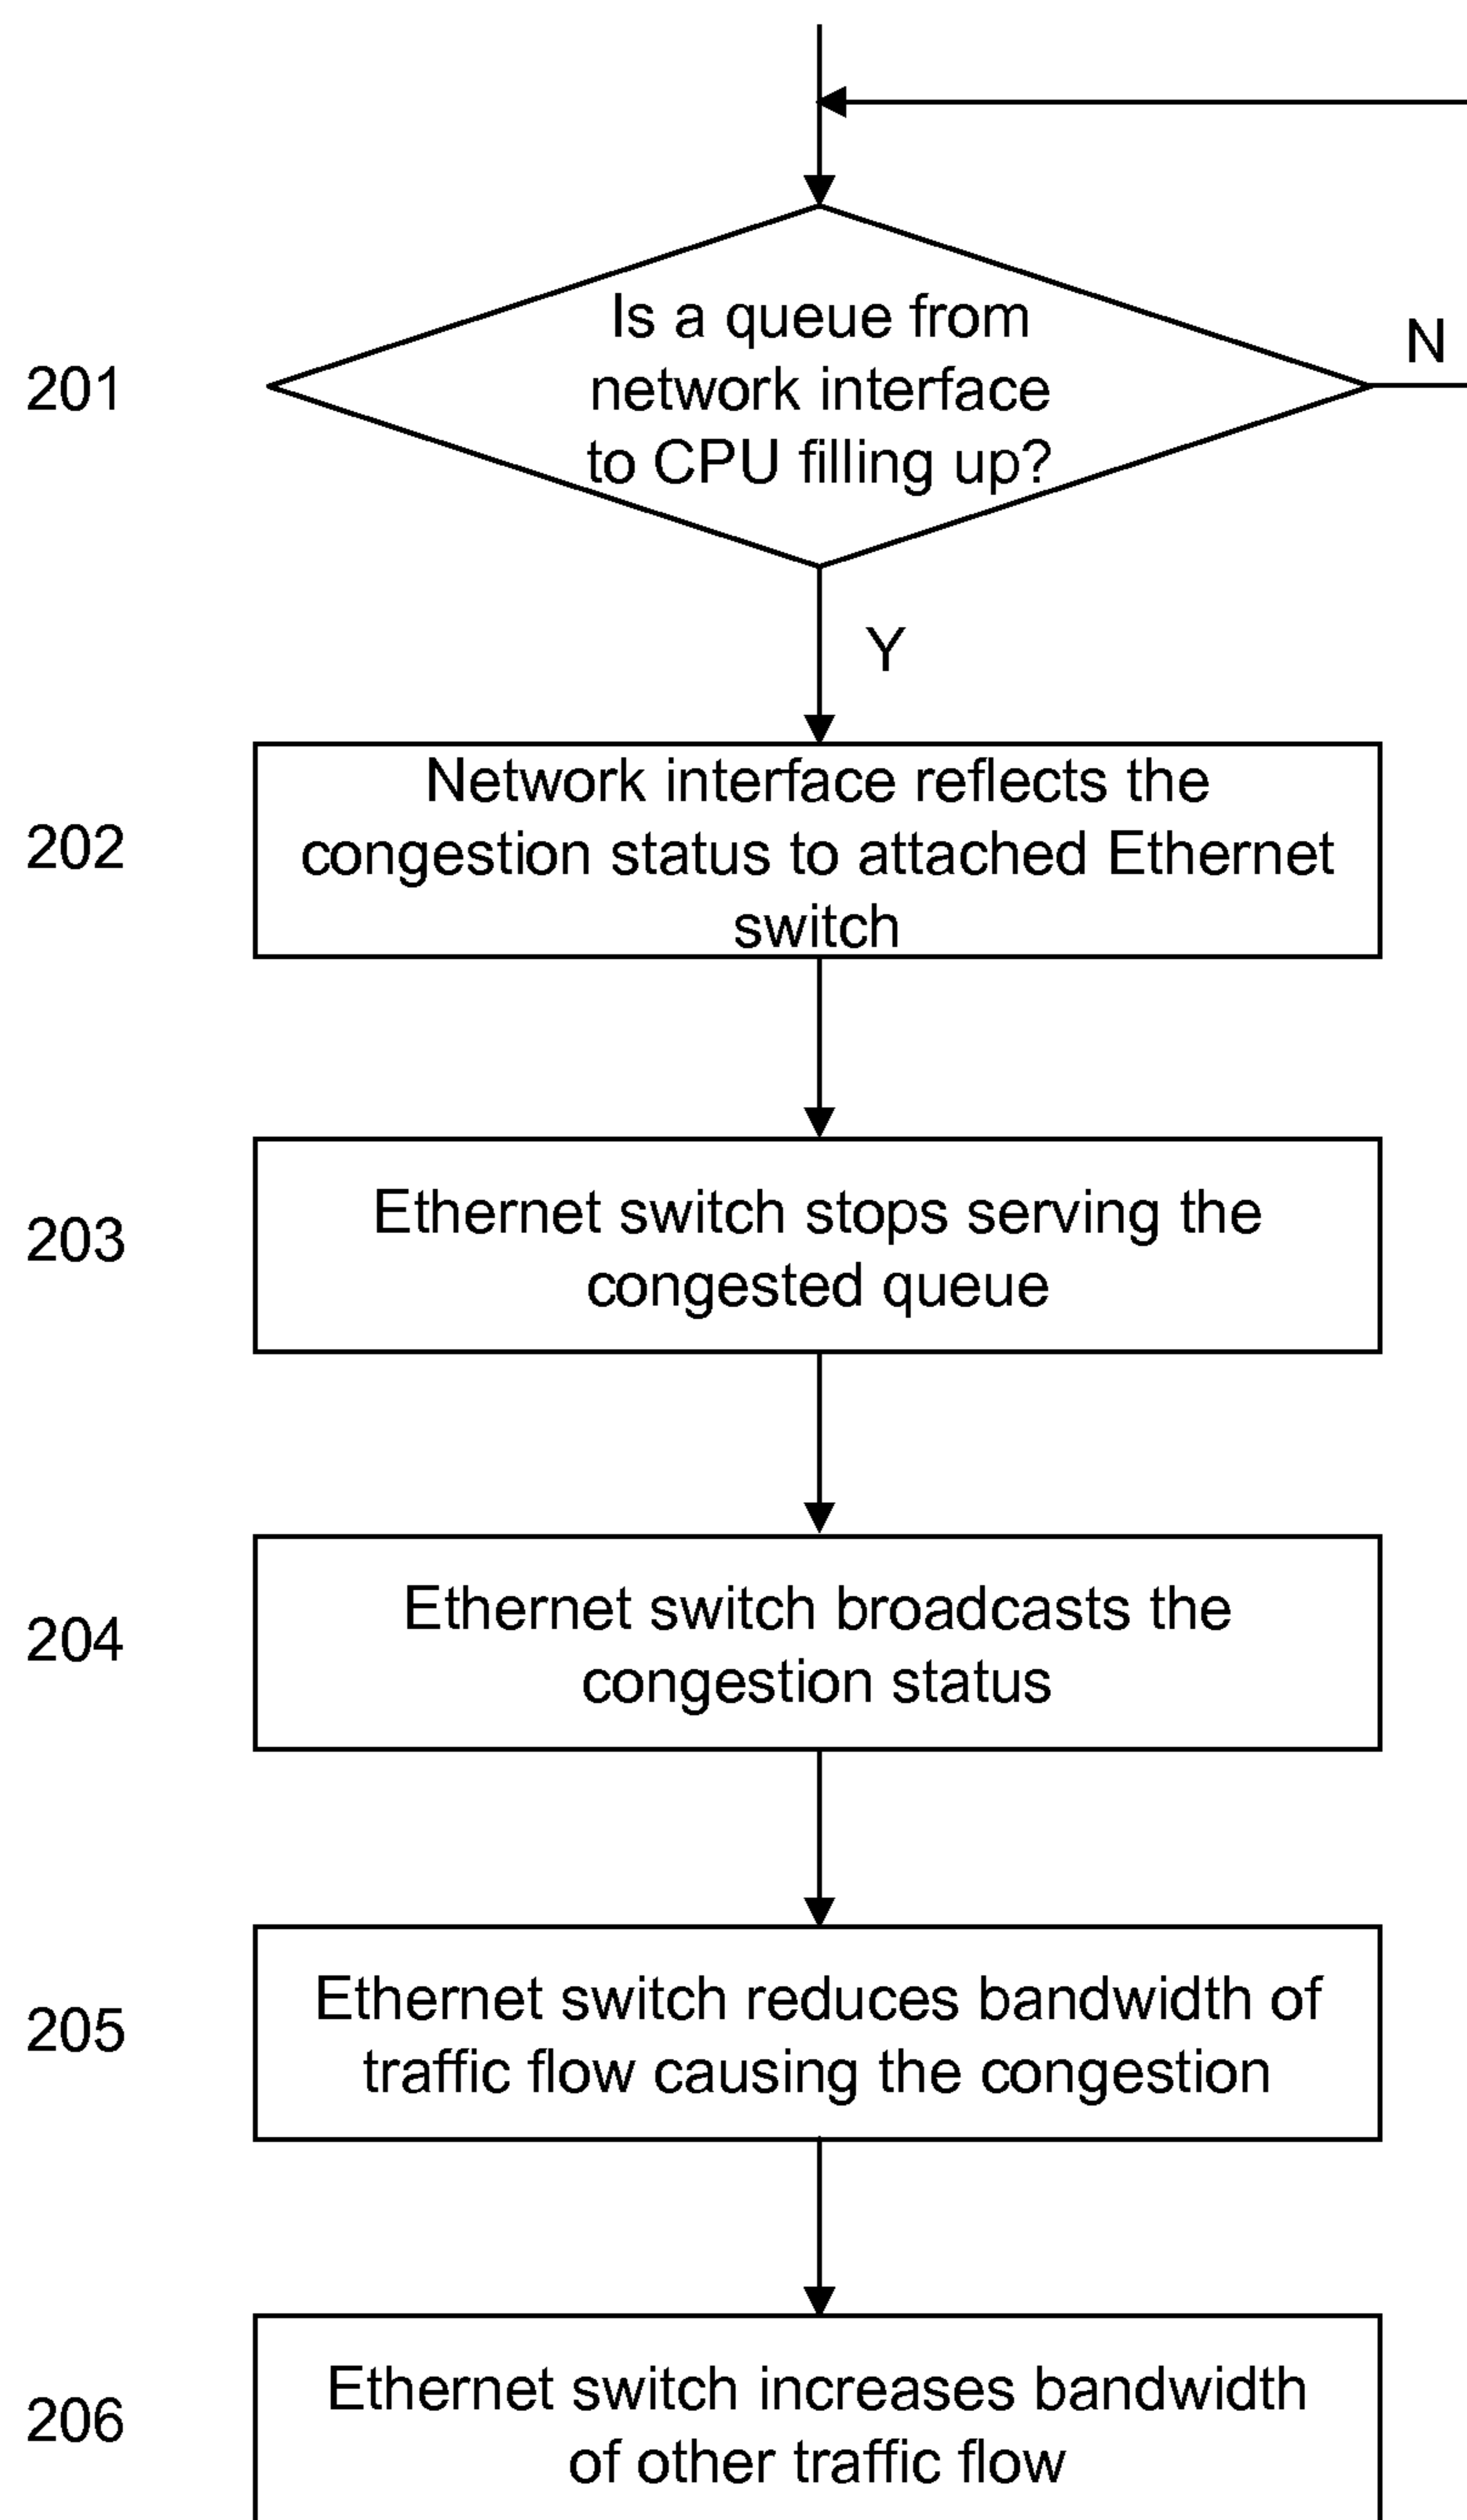 Is a queue from
network interface
to CPU filling up?
N
201
Y
Network interface reflects the
congestion status to attached Ethernet
switch
202
Ethernet switch stops serving the
congested queue
203
Ethernet switch broadcasts the
congestion status
204
Ethernet switch reduces bandwidth of
traffic flow causing the congestion
205
Ethernet switch increases bandwidth
of other traffic flow
206